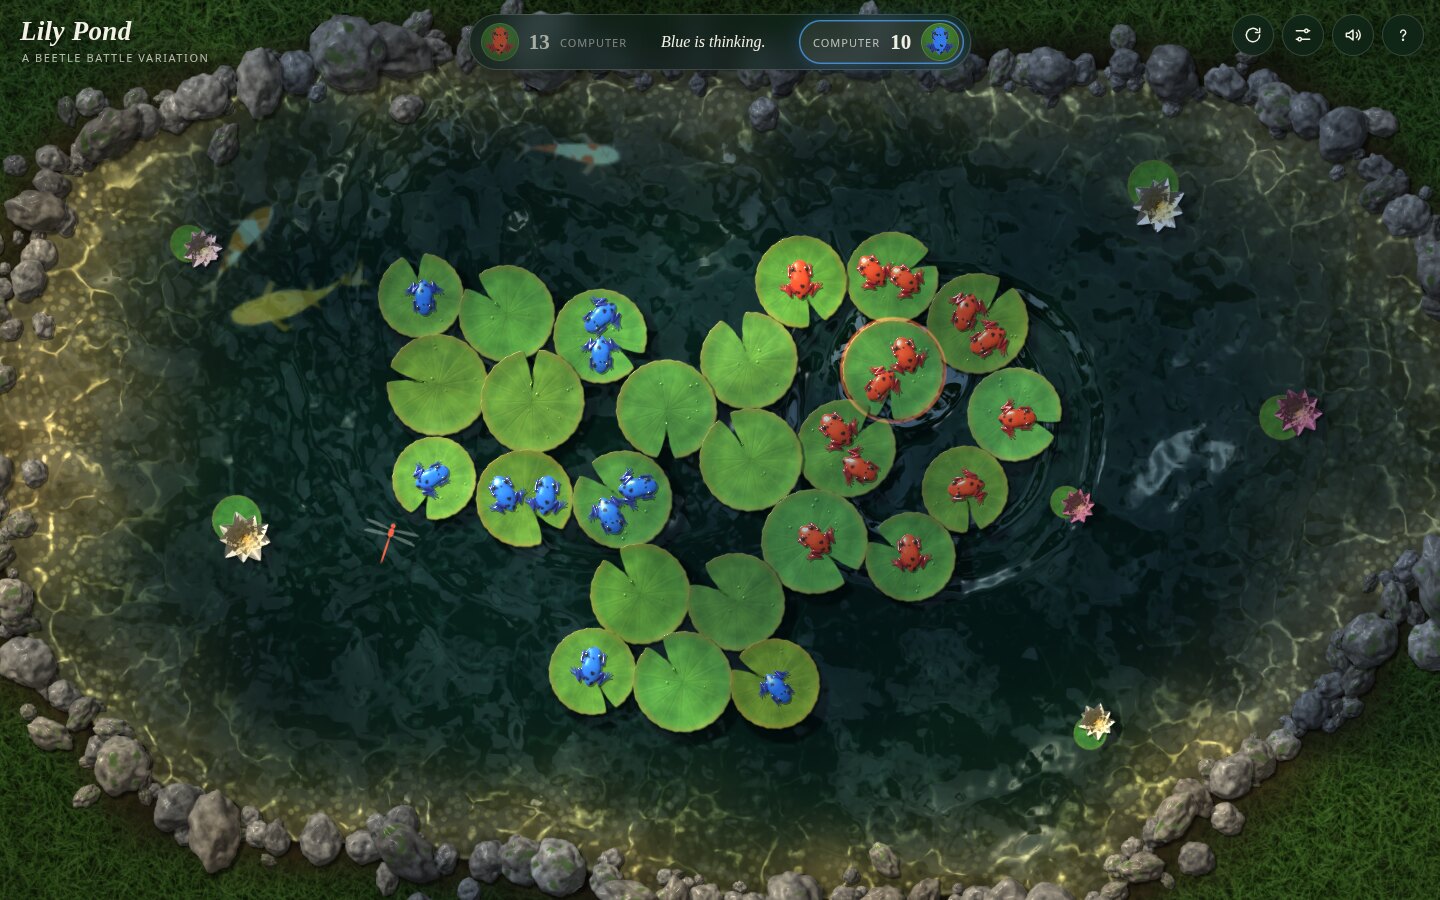 Lily Pond
A BEETLE BATTLE VARIATION
13 COMPUTER
Blue is thinking.
COMPUTER 10
?